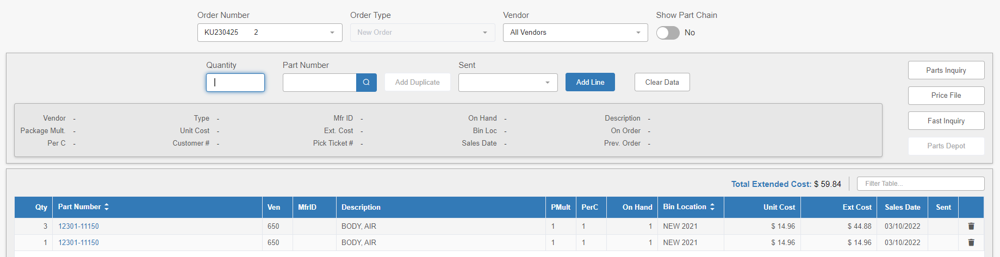 Order Number Order Type Vendor Show Part Chain
KU230425 2 New Order All Vendors No
Quantity Part Number Sent
Add Duplicate Add Line Clear Data
Parts Inquiry
Price File
Fast Inquiry
Parts Depot
Vendor - Type - Mfr ID - On Hand - Description -
Package Mult. - Unit Cost - Ext. Cost - Bin Loc - On Order -
Per C - Customer # - Pick Ticket # - Sales Date - Prev. Order -
Total Extended Cost: $ 59.84 Filter Table...
Qty Part Number Ven MfrID Description PMult PerC On Hand Bin Location Unit Cost Ext Cost Sales Date Sent
3 12301-11150 650 BODY, AIR 1 1 1 NEW 2021 $ 14.96 $ 44.88 03/10/2022
1 12301-11150 650 BODY, AIR 1 1 1 NEW 2021 $ 14.96 $ 14.96 03/10/2022